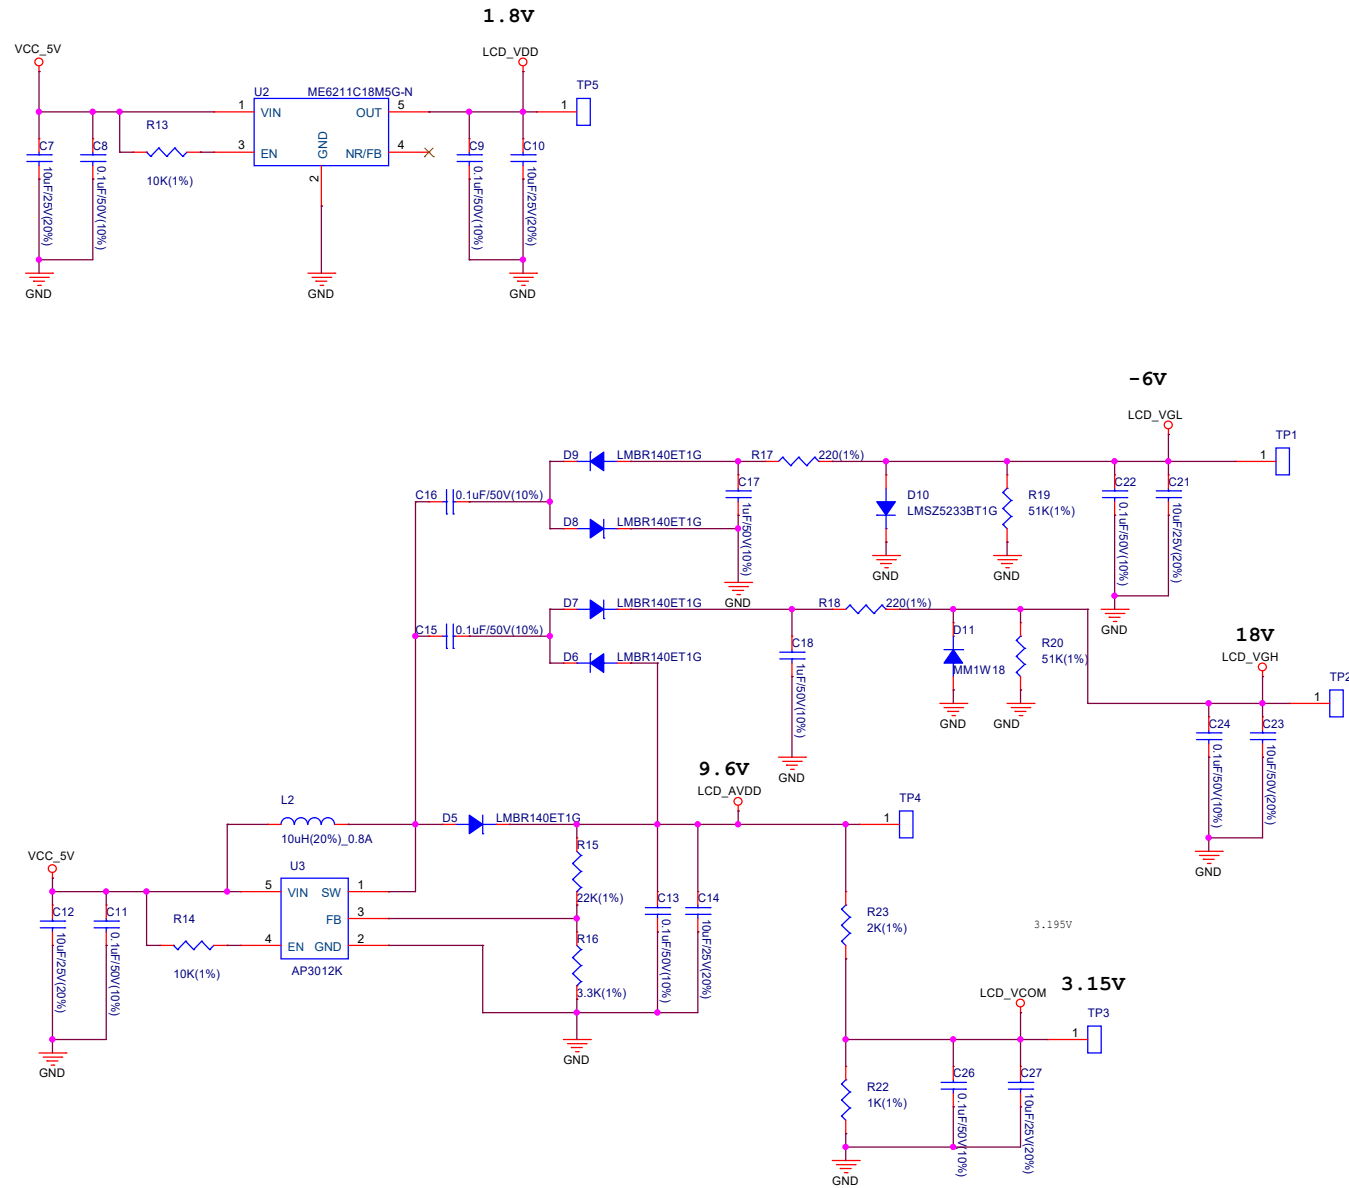 1.8V
VCC_5V
LCD_VDD
TP5
U2
ME6211C18M5G-N
1
VIN
OUT
5
1
R13
C7
C8
GND
C9
C10
3
EN
NR/FB
4
10K(1%)
2
10uF/25V(20%)
0.1uF/50V(10%)
0.1uF/50V(10%)
10uF/25V(20%)
GND
GND
GND
-6V
LCD_VGL
TP1
D9
LMBR140ET1G
R17
220(1%)
1
C16
0.1uF/50V(10%)
C17
1uF/50V(10%)
D10
LMSZ5233BT1G
R19
51K(1%)
C22
0.1uF/50V(10%)
C21
10uF/25V(20%)
D8
LMBR140ET1G
GND
GND
GND
GND
D7
LMBR140ET1G
R18
220(1%)
C15
0.1uF/50V(10%)
C18
1uF/50V(10%)
D11
MM1W18
R20
51K(1%)
18V
LCD_VGH
D6
LMBR140ET1G
TP2
1
GND
GND
C24
0.1uF/50V(10%)
C23
10uF/50V(20%)
GND
GND
9.6V
LCD_AVDD
L2
10uH(20%)_0.8A
D5
LMBR140ET1G
TP4
1
R15
22K(1%)
VCC_5V
U3
5
VIN
SW
1
FB
3
4
EN
GND
2
AP3012K
C12
10uF/25V(20%)
C11
0.1uF/50V(10%)
R14
10K(1%)
R16
3.3K(1%)
C13
0.1uF/50V(10%)
C14
10uF/25V(20%)
R23
2K(1%)
3.195V
GND
GND
3.15V
LCD_VCOM
TP3
1
R22
1K(1%)
C26
0.1uF/50V(10%)
C27
10uF/25V(20%)
GND